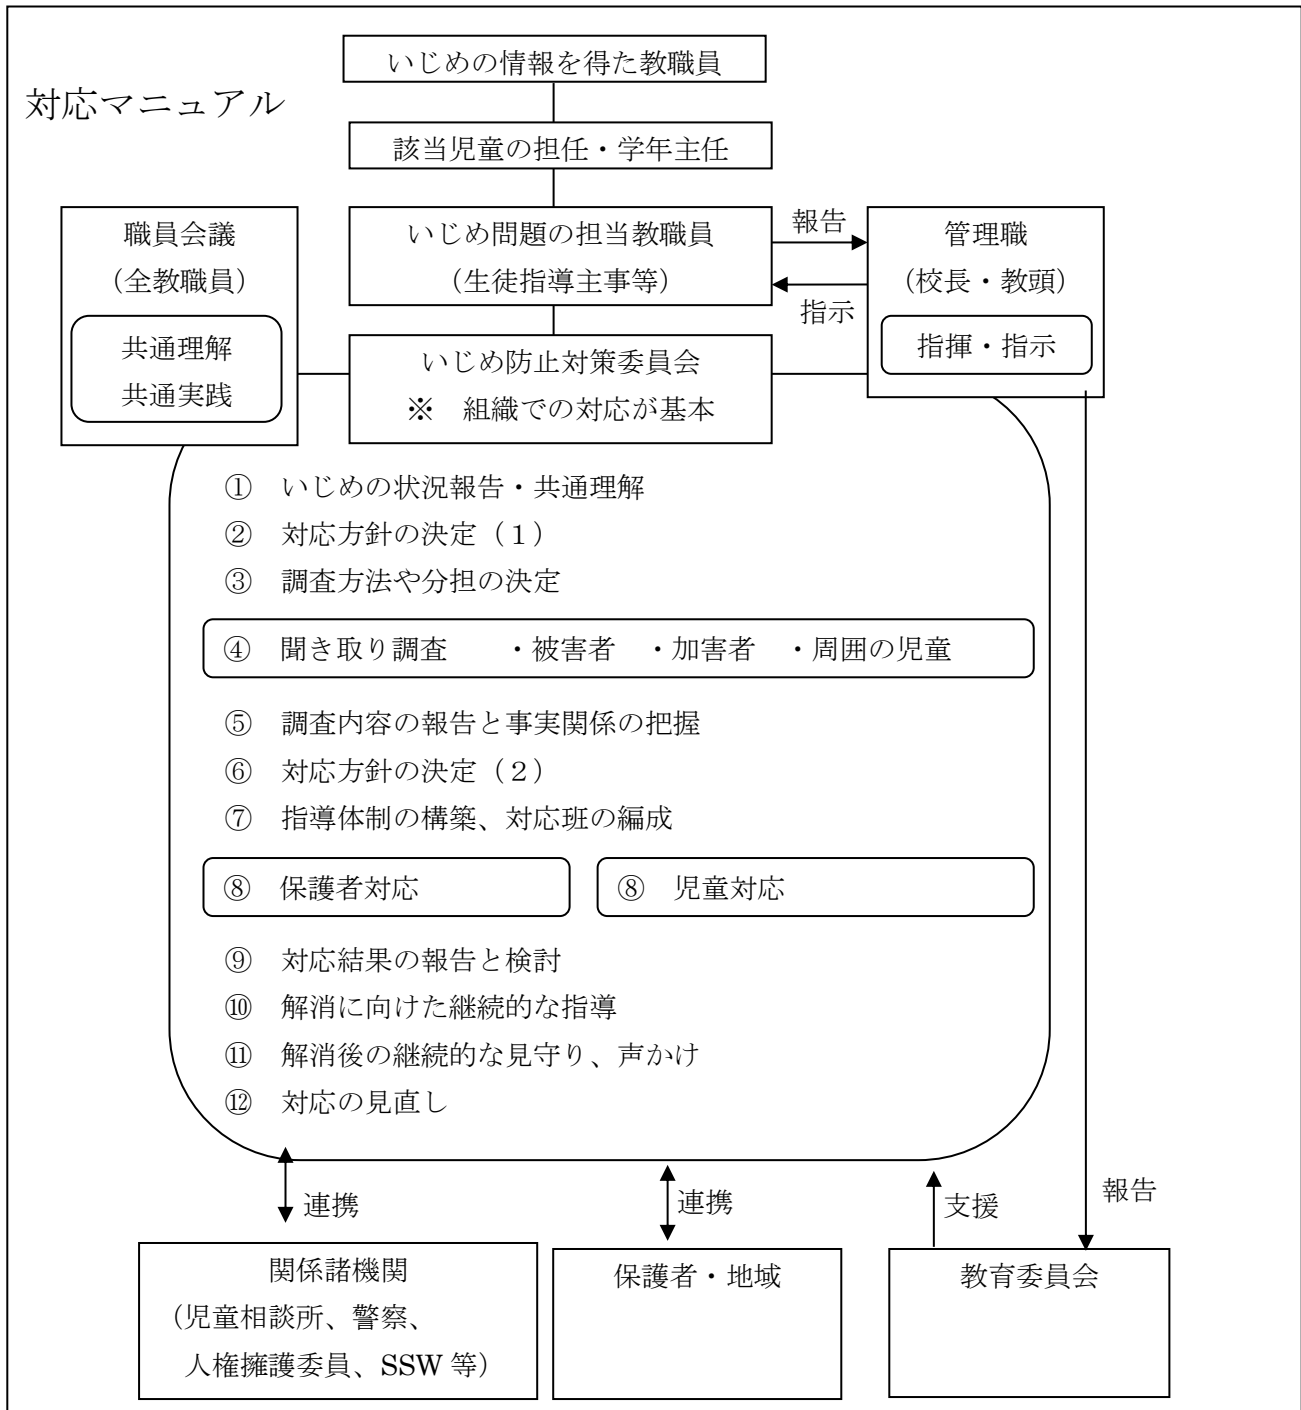 いじめの情報を得た教職員
対応マニュアル
該当児童の担任・学年主任
職員会議
（全教職員）
共通理解
共通実践
いじめ問題の担当教職員
（生徒指導主事等）
報告
指示
管理職
（校長・教頭）
指揮・指示
いじめ防止対策委員会
※　組織での対応が基本
①　いじめの状況報告・共通理解
②　対応方針の決定（１）
③　調査方法や分担の決定
④　聞き取り調査　　・被害者　・加害者　・周囲の児童
⑤　調査内容の報告と事実関係の把握
⑥　対応方針の決定（２）
⑦　指導体制の構築、対応班の編成
⑧　保護者対応
⑧　児童対応
⑨　対応結果の報告と検討
⑩　解消に向けた継続的な指導
⑪　解消後の継続的な見守り、声かけ
⑫　対応の見直し
連携
連携
支援
報告
関係諸機関
（児童相談所、警察、
人権擁護委員、SSW 等）
保護者・地域
教育委員会